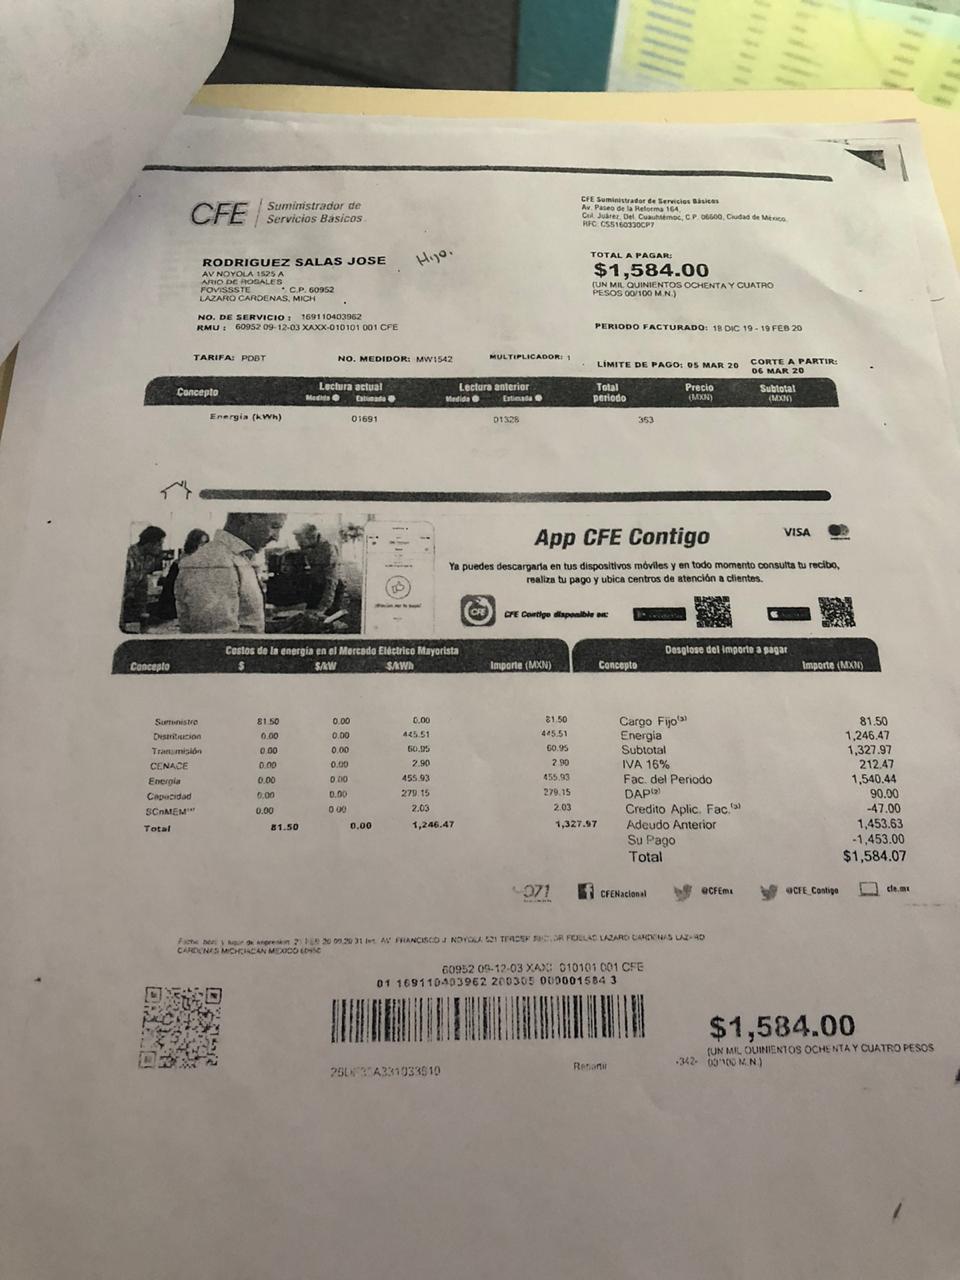 CFE Suministrador de
Servicios Básicos
CFE Suministrador de Servicios Básicos
Av. Paseo de la Reforma 164,
Col. Juárez, Del. Cuauhtémoc, C.P. 06600, Ciudad de México.
RFC: CSS160330CP7
RODRIGUEZ SALAS JOSE
Hijo.
AV NOYOLA 1525 A
ARIO DE ROSALES
FOVISSSTE C.P. 60952
LAZARO CARDENAS, MICH
TOTAL A PAGAR:
$1,584.00
(UN MIL QUINIENTOS OCHENTA Y CUATRO
PESOS 00/100 M.N.)
NO. DE SERVICIO : 169110403962
RMU : 60952 09-12-03 XAXX-010101 001 CFE
PERIODO FACTURADO: 18 DIC 19 - 19 FEB 20
TARIFA: PDBT NO. MEDIDOR: MW1542 MULTIPLICADOR: 1 LÍMITE DE PAGO: 05 MAR 20 CORTE A PARTIR:
06 MAR 20
Concepto Lectura actual Lectura anterior Total periodo Precio (MXN) Subtotal (MXN)
Medida Estimada Medida Estimada
Energía (kWh) 01691 01328 353
App CFE Contigo VISA
Ya puedes descargarla en tus dispositivos móviles y en todo momento consulta tu recibo,
realiza tu pago y ubica centros de atención a clientes.
CFE CFE Contigo disponible en:
Costos de la energía en el Mercado Eléctrico Mayorista
Concepto $ $/kW $/kWh Importe (MXN)
Suministro 81.50 0.00 0.00 81.50
Distribución 0.00 0.00 445.51 445.51
Transmisión 0.00 0.00 60.95 60.95
CENACE 0.00 0.00 2.90 2.90
Energía 0.00 0.00 455.93 455.93
Capacidad 0.00 0.00 279.15 279.15
SCnMEM 0.00 0.00 2.03 2.03
Total 81.50 0.00 1,246.47 1,327.97
Desglose del importe a pagar
Concepto Importe (MXN)
Cargo Fijo 81.50
Energía 1,246.47
Subtotal 1,327.97
IVA 16% 212.47
Fac. del Periodo 1,540.44
DAP(2) 90.00
Credito Aplic. Fac.(3) -47.00
Adeudo Anterior 1,453.63
Su Pago -1,453.00
Total $1,584.07
071 CFENacional @CFEmx @CFE_Contigo cfe.mx
AV FRANCISCO J NOYOLA 521 LAZARO CARDENAS LAZARO
CARDENAS MICHOACAN MEXICO
60952 09-12-03 XAXX 010101 001 CFE
01 169110403962 200305 000001584 3
$1,584.00
(UN MIL QUINIENTOS OCHENTA Y CUATRO PESOS
00/100 M.N.)
Repartir -342-